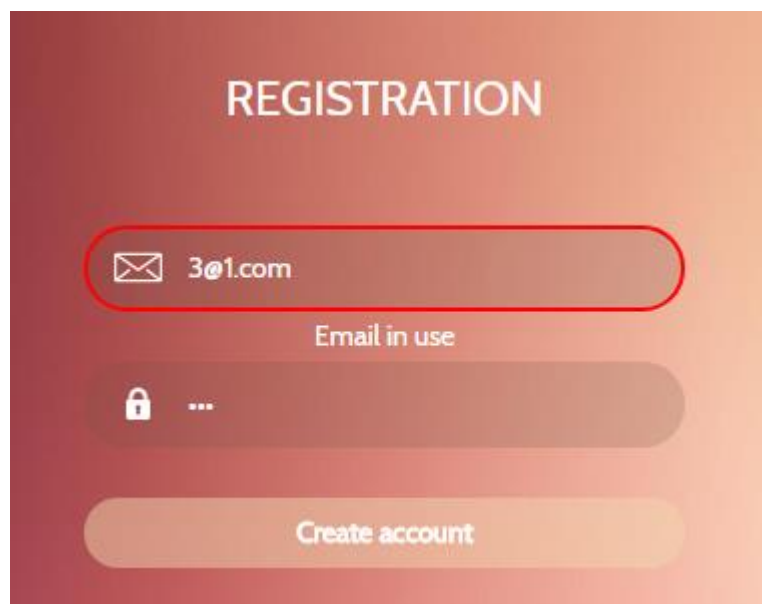 REGISTRATION
3@1.com
Email in use
•••
Create account